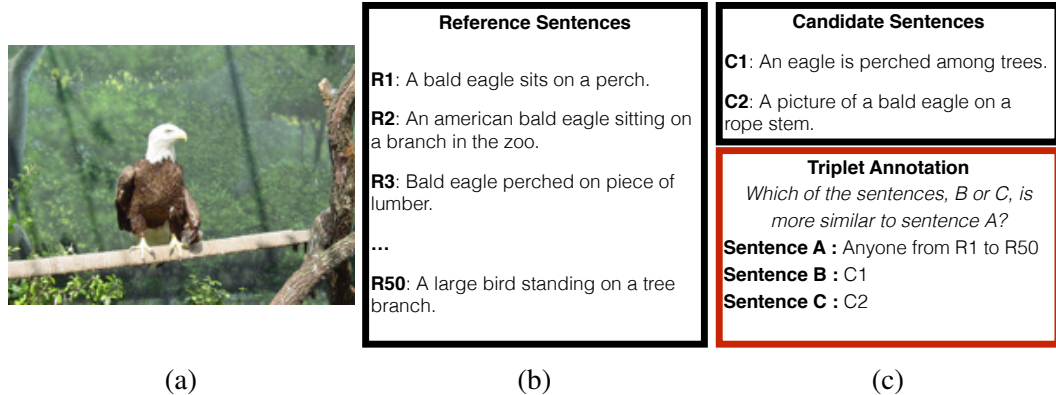 Reference Sentences
R1: A bald eagle sits on a perch.
R2: An american bald eagle sitting on
a branch in the zoo.
R3: Bald eagle perched on piece of
lumber.
...
R50: A large bird standing on a tree
branch.
Candidate Sentences
C1: An eagle is perched among trees.
C2: A picture of a bald eagle on a
rope stem.
Triplet Annotation
Which of the sentences, B or C, is
more similar to sentence A?
Sentence A : Anyone from R1 to R50
Sentence B : C1
Sentence C : C2
(a)
(b)
(c)